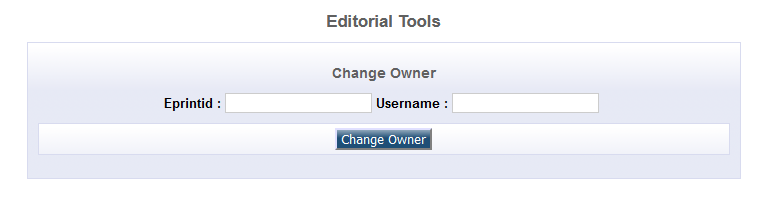 Editorial Tools
Change Owner
Eprintid : Username :
Change Owner